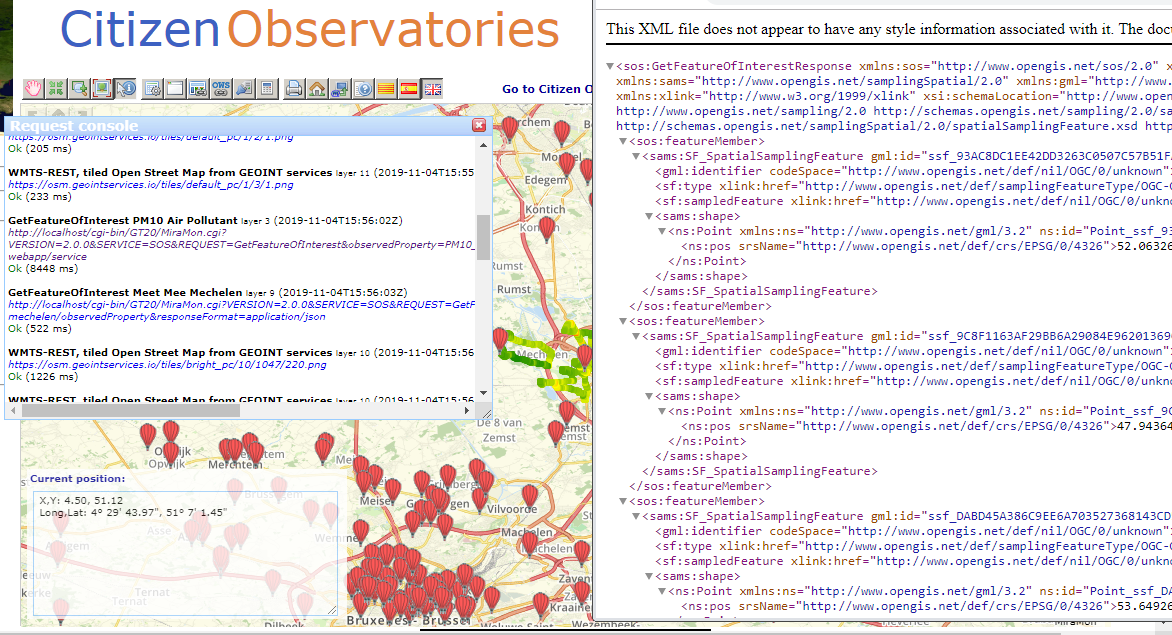 Citizen Observatories
OWS
Go to Citizen O
Request console
https://osm.geointservices.io/tiles/default_pc/1/2/1.png
Ok (205 ms)
WMTS-REST, tiled Open Street Map from GEOINT services layer 11 (2019-11-04T15:55
https://osm.geointservices.io/tiles/default_pc/1/3/1.png
Ok (233 ms)
GetFeatureOfInterest PM10 Air Pollutant layer 3 (2019-11-04T15:56:02Z)
http://localhost/cgi-bin/GT20/MiraMon.cgi?
VERSION=2.0.0&SERVICE=SOS&REQUEST=GetFeatureOfInterest&observedProperty=PM10_
webapp/service
Ok (8448 ms)
GetFeatureOfInterest Meet Mee Mechelen layer 9 (2019-11-04T15:56:03Z)
http://localhost/cgi-bin/GT20/MiraMon.cgi?VERSION=2.0.0&SERVICE=SOS&REQUEST=GetF
mechelen/observedProperty&responseFormat=application/json
Ok (522 ms)
WMTS-REST, tiled Open Street Map from GEOINT services layer 10 (2019-11-04T15:56
https://osm.geointservices.io/tiles/bright_pc/10/1047/220.png
Ok (1226 ms)
WMTS-REST, tiled Open Street Map from GEOINT services layer 10 (2019-11-04T15:56
Edegem
Kontich
Rumst
Rumst
Mechelen
De 8 van
Zemst
Zemst
Opwijk
Opwijk
Merchtem
Meise
Grimbergen
Vilvoorde
Machelen
Machelen
Asse
Ternat
Ternat
Dilbeek
Bruxelles - Brussel
Kraainem
Current position:
X,Y: 4.50, 51.12
Long,Lat: 4° 29' 43.97", 51° 7' 1.45"
This XML file does not appear to have any style information associated with it. The docu
<sos:GetFeatureOfInterestResponse xmlns:sos="http://www.opengis.net/sos/2.0" x
xmlns:sams="http://www.opengis.net/samplingSpatial/2.0" xmlns:gml="http://www.
xmlns:xlink="http://www.w3.org/1999/xlink" xsi:schemaLocation="http://www.open
http://www.opengis.net/sampling/2.0 http://schemas.opengis.net/sampling/2.0/sa
http://schemas.opengis.net/samplingSpatial/2.0/spatialSamplingFeature.xsd http
<sos:featureMember>
<sams:SF_SpatialSamplingFeature gml:id="ssf_93AC8DC1EE42DD3263C0507C57B51F
<gml:identifier codeSpace="http://www.opengis.net/def/nil/OGC/0/unknown"
<sf:type xlink:href="http://www.opengis.net/def/samplingFeatureType/OGC-
<sf:sampledFeature xlink:href="http://www.opengis.net/def/nil/OGC/0/unkn
<sams:shape>
<ns:Point xmlns:ns="http://www.opengis.net/gml/3.2" ns:id="Point_ssf_93
<ns:pos srsName="http://www.opengis.net/def/crs/EPSG/0/4326">52.06326
</ns:Point>
</sams:shape>
</sams:SF_SpatialSamplingFeature>
</sos:featureMember>
<sos:featureMember>
<sams:SF_SpatialSamplingFeature gml:id="ssf_9C8F1163AF29BB6A29084E96201369
<gml:identifier codeSpace="http://www.opengis.net/def/nil/OGC/0/unknown"
<sf:type xlink:href="http://www.opengis.net/def/samplingFeatureType/OGC-
<sf:sampledFeature xlink:href="http://www.opengis.net/def/nil/OGC/0/unkn
<sams:shape>
<ns:Point xmlns:ns="http://www.opengis.net/gml/3.2" ns:id="Point_ssf_9C
<ns:pos srsName="http://www.opengis.net/def/crs/EPSG/0/4326">47.94364
</ns:Point>
</sams:shape>
</sams:SF_SpatialSamplingFeature>
</sos:featureMember>
<sos:featureMember>
<sams:SF_SpatialSamplingFeature gml:id="ssf_DABD45A386C9EE6A703527368143CD
<gml:identifier codeSpace="http://www.opengis.net/def/nil/OGC/0/unknown"
<sf:type xlink:href="http://www.opengis.net/def/samplingFeatureType/OGC-
<sf:sampledFeature xlink:href="http://www.opengis.net/def/nil/OGC/0/unkn
<sams:shape>
<ns:Point xmlns:ns="http://www.opengis.net/gml/3.2" ns:id="Point_ssf_DA
<ns:pos srsName="http://www.opengis.net/def/crs/EPSG/0/4326">53.64926